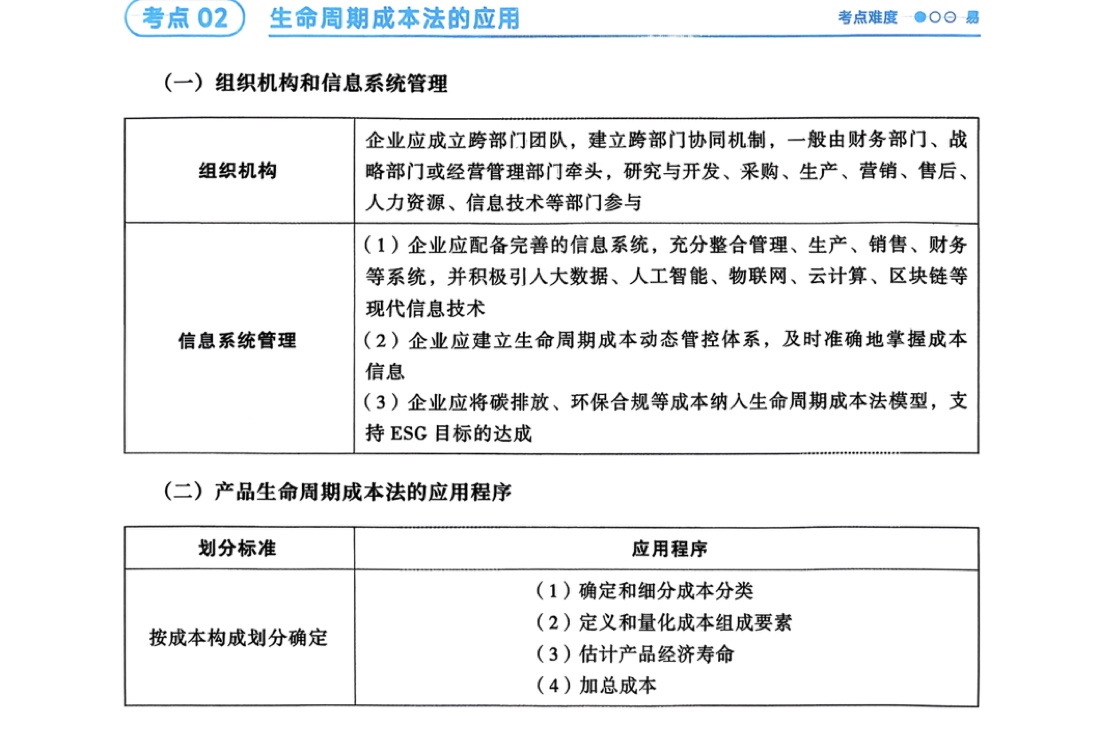 考点 02 生命周期成本法的应用 考点难度 易
（一）组织机构和信息系统管理
组织机构
企业应成立跨部门团队，建立跨部门协同机制，一般由财务部门、战
略部门或经营管理部门牵头，研究与开发、采购、生产、营销、售后、
人力资源、信息技术等部门参与
信息系统管理
（1）企业应配备完善的信息系统，充分整合管理、生产、销售、财务
等系统，并积极引入大数据、人工智能、物联网、云计算、区块链等
现代信息技术
（2）企业应建立生命周期成本动态管控体系，及时准确地掌握成本
信息
（3）企业应将碳排放、环保合规等成本纳入生命周期成本法模型，支
持 ESG 目标的达成
（二）产品生命周期成本法的应用程序
划分标准 应用程序
按成本构成划分确定
（1）确定和细分成本分类
（2）定义和量化成本组成要素
（3）估计产品经济寿命
（4）加总成本